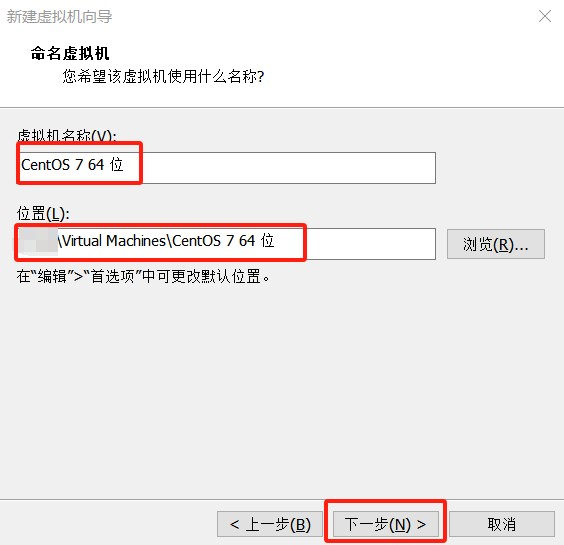 新建虚拟机向导
命名虚拟机
您希望该虚拟机使用什么名称?
虚拟机名称(V):
CentOS 7 64 位
位置(L):
\Virtual Machines\CentOS 7 64 位
浏览(R)...
在“编辑”>“首选项”中可更改默认位置。
< 上一步(B)
下一步(N) >
取消